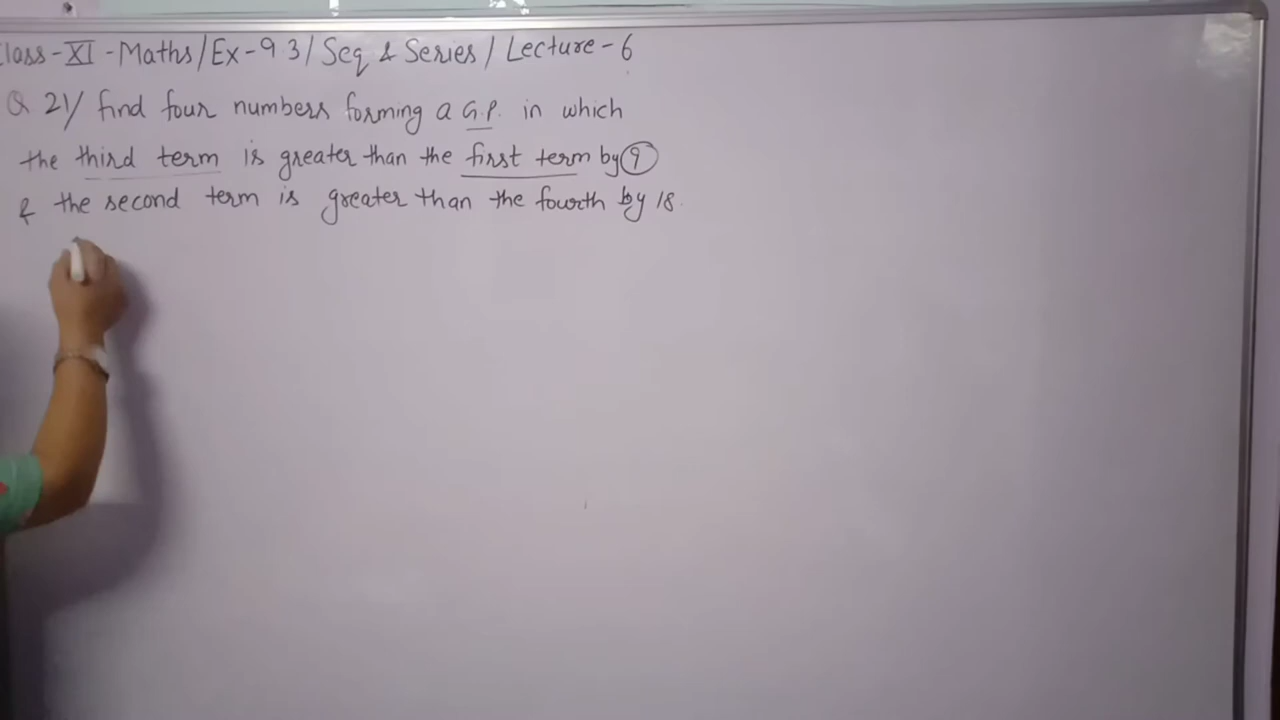 Class-XI-Maths/Ex-9.3/Seq & Series/Lecture-6
Q 21/ find four numbers forming a G.P. in which
the third term is greater than the first term by 9
& the second term is greater than the fourth by 18.